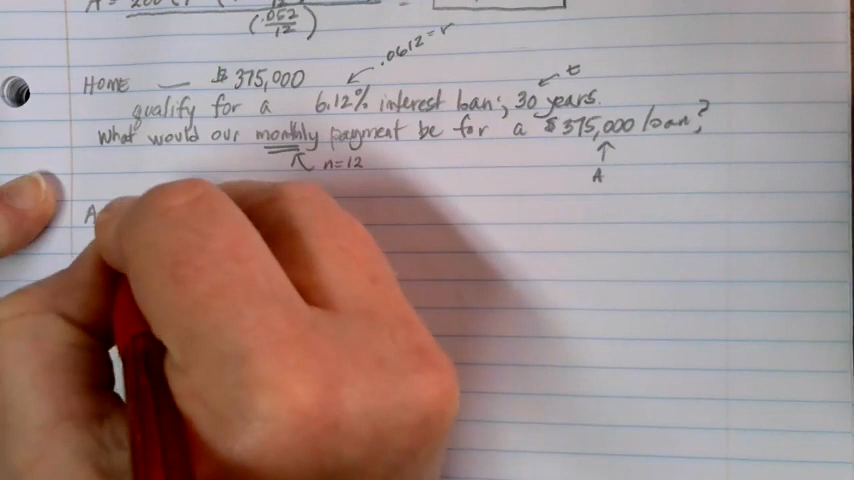 (.052/12)
.0612 = r
HOME — $375,000
t
qualify for a 6.12% interest loan; 30 years.
What would our monthly payment be for a $375,000 loan?
n=12
A
A